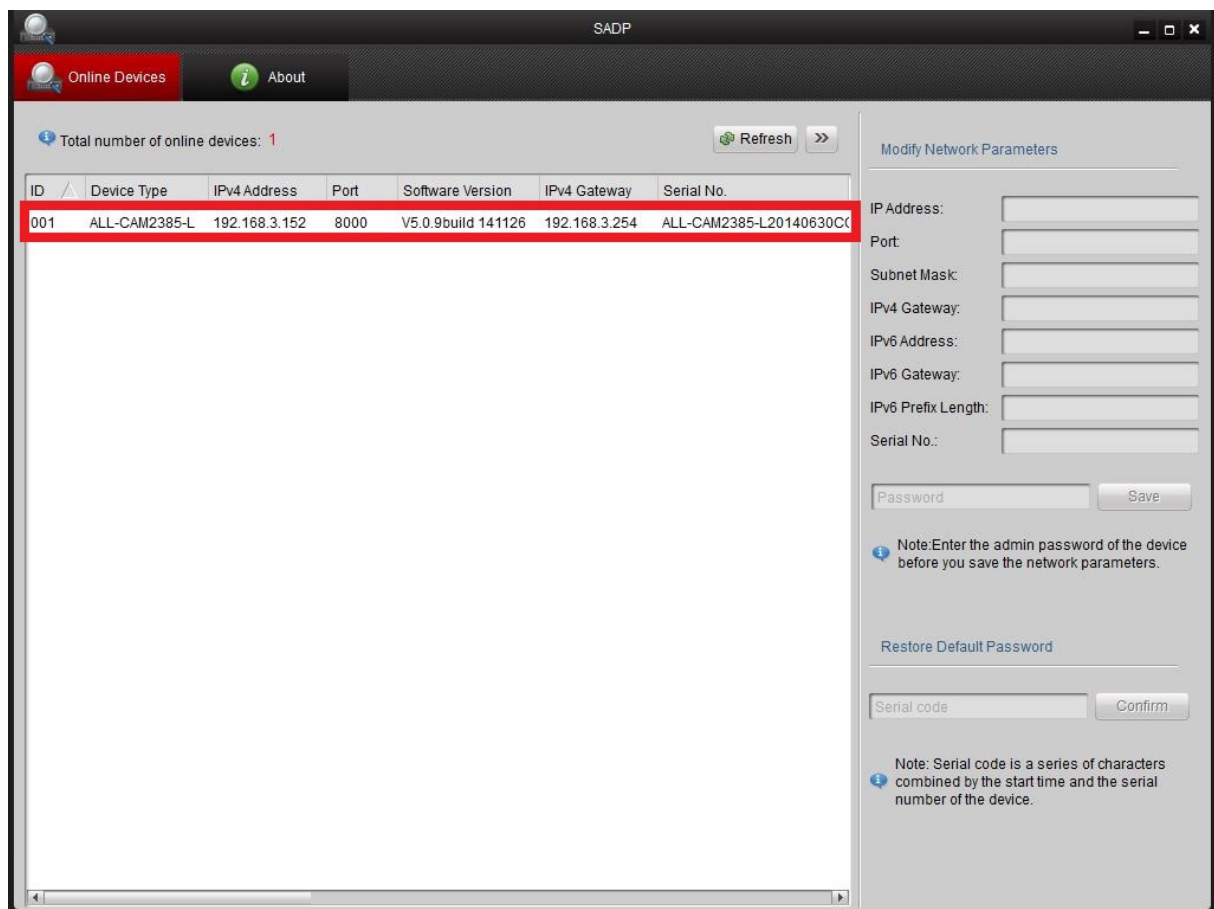 SADP
Online Devices
About
Total number of online devices: 1
Refresh
ID Device Type IPv4 Address Port Software Version IPv4 Gateway Serial No.
001 ALL-CAM2385-L 192.168.3.152 8000 V5.0.9build 141126 192.168.3.254 ALL-CAM2385-L20140630CC
Modify Network Parameters
IP Address:
Port:
Subnet Mask:
IPv4 Gateway:
IPv6 Address:
IPv6 Gateway:
IPv6 Prefix Length:
Serial No.:
Password
Save
Note:Enter the admin password of the device
before you save the network parameters.
Restore Default Password
Serial code
Confirm
Note: Serial code is a series of characters
combined by the start time and the serial
number of the device.